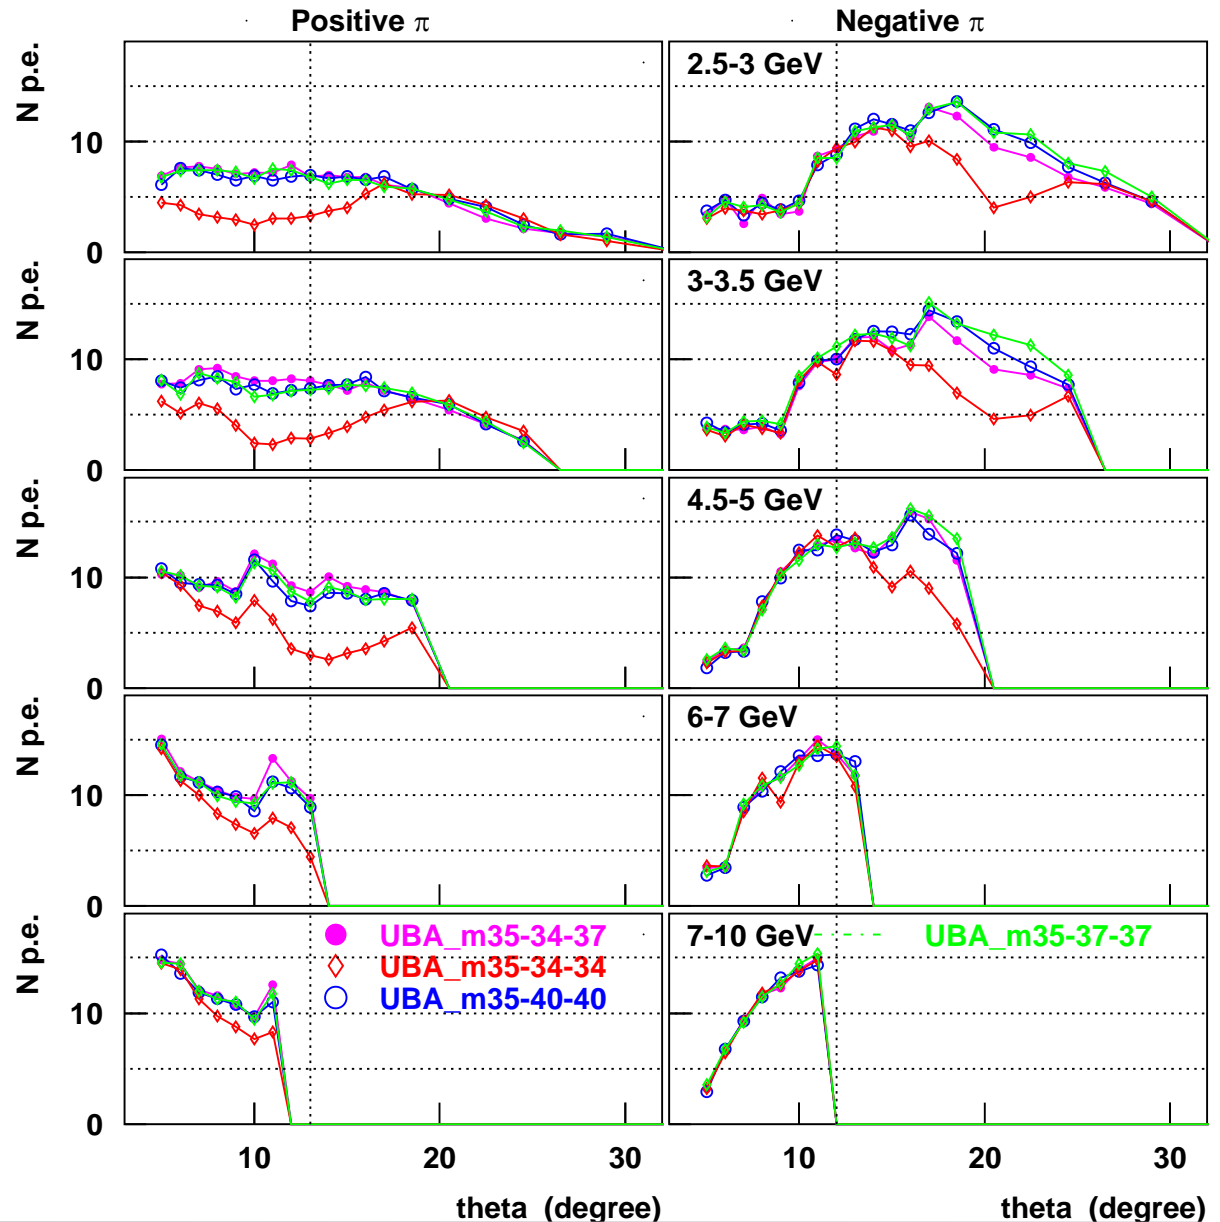 Positive π
Negative π
N p.e.
10
0
2.5-3 GeV
N p.e.
10
0
3-3.5 GeV
N p.e.
10
0
4.5-5 GeV
N p.e.
10
0
6-7 GeV
N p.e.
10
0
UBA_m35-34-37
UBA_m35-34-34
UBA_m35-40-40
7-10 GeV
UBA_m35-37-37
10 20 30
10 20 30
theta (degree)
theta (degree)